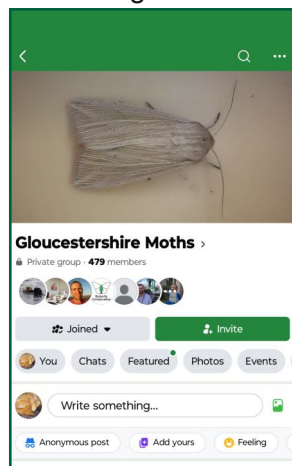 Gloucestershire Moths
Private group · 479 members
Joined
Invite
You
Chats
Featured
Photos
Events
Write something...
Anonymous post
Add yours
Feeling